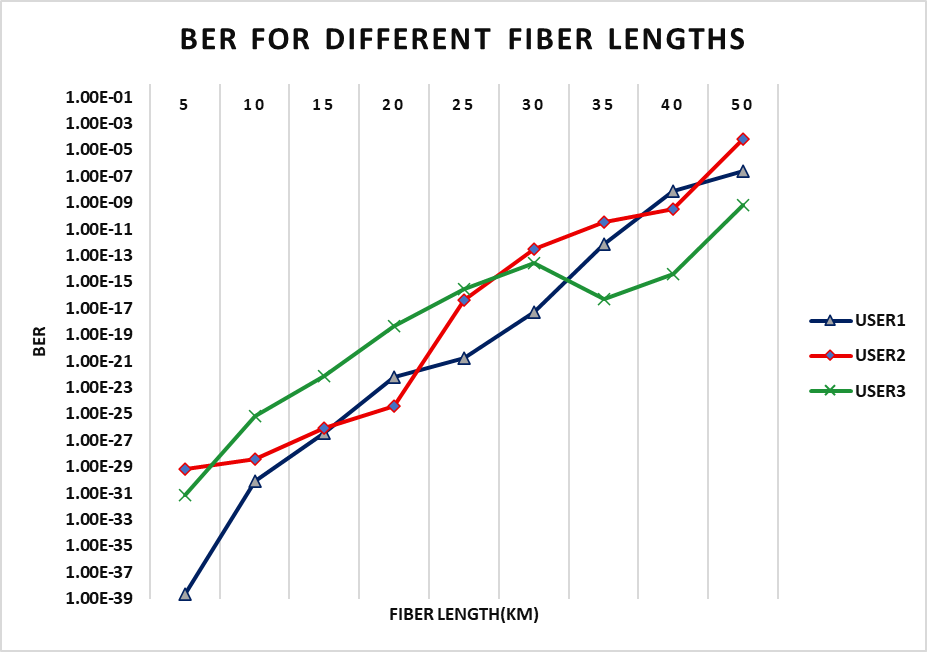 BER FOR DIFFERENT FIBER LENGTHS
5 10 15 20 25 30 35 40 50
1.00E-01
1.00E-03
1.00E-05
1.00E-07
1.00E-09
1.00E-11
1.00E-13
1.00E-15
1.00E-17
1.00E-19
1.00E-21
1.00E-23
1.00E-25
1.00E-27
1.00E-29
1.00E-31
1.00E-33
1.00E-35
1.00E-37
1.00E-39
BER
FIBER LENGTH(KM)
USER1
USER2
USER3